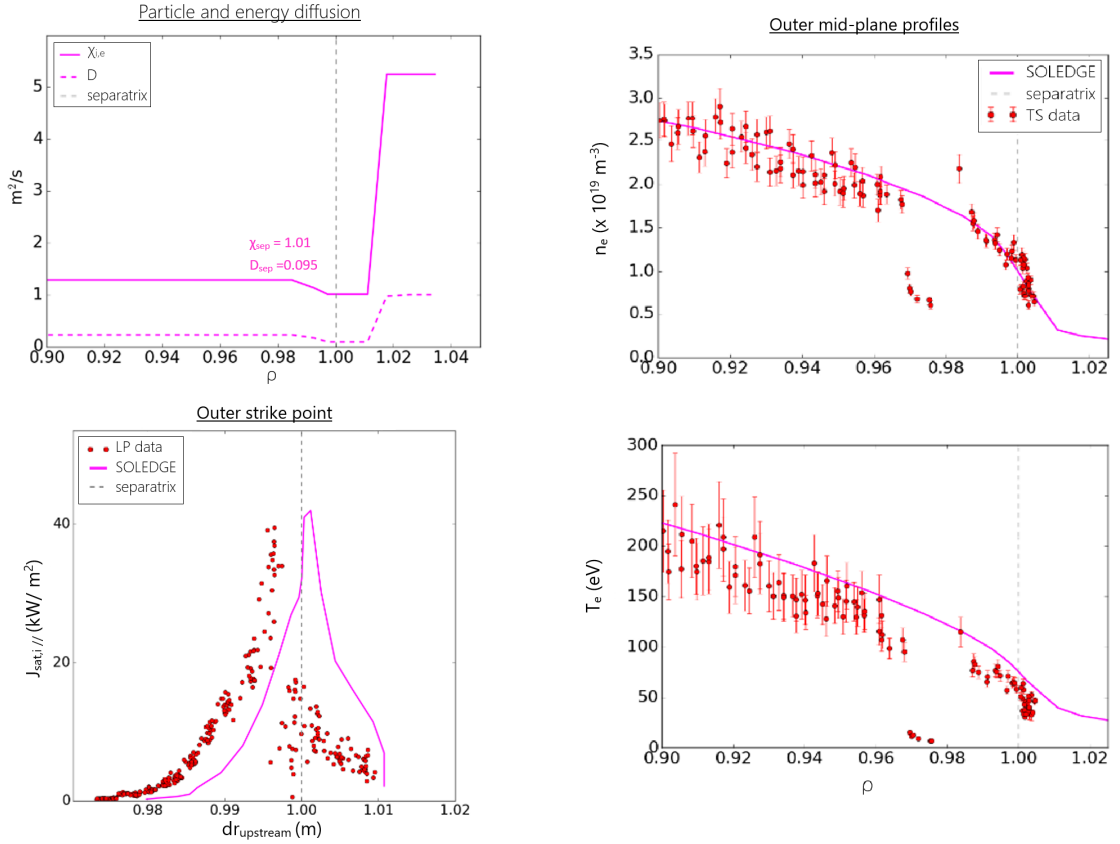 Particle and energy diffusion
χi,e
D
separatrix
5
4
3
2
1
0
m²/s
χsep = 1.01
Dsep =0.095
0.90 0.92 0.94 0.96 0.98 1.00 1.02 1.04
ρ
Outer mid-plane profiles
3.5
3.0
2.5
2.0
1.5
1.0
0.5
0.0
ne (x 10¹⁹ m⁻³)
SOLEDGE
separatrix
TS data
0.90 0.92 0.94 0.96 0.98 1.00 1.02
Outer strike point
LP data
SOLEDGE
separatrix
40
20
0
Jsat,i // (kW/ m²)
0.98 0.99 1.00 1.01 1.02
drupstream (m)
300
250
200
150
100
50
0
Te (eV)
0.90 0.92 0.94 0.96 0.98 1.00 1.02
ρ